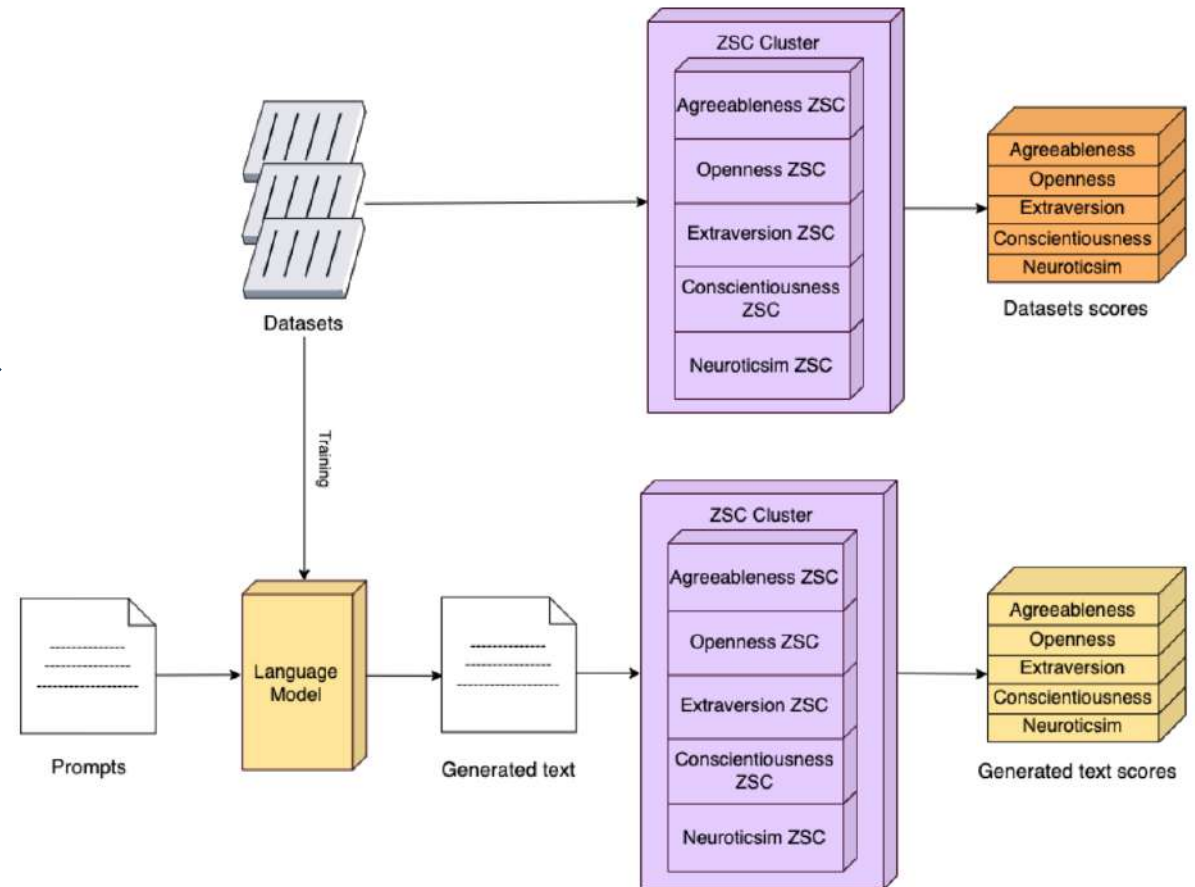 ZSC Cluster
Agreeableness ZSC
Openness ZSC
Extraversion ZSC
Conscientiousness
ZSC
Neuroticsim ZSC
Agreeableness
Openness
Extraversion
Conscientiousness
Neuroticsim
Datasets scores
Datasets
Training
ZSC Cluster
Agreeableness ZSC
Openness ZSC
Extraversion ZSC
Conscientiousness
ZSC
Neuroticsim ZSC
Prompts
Language
Model
Generated text
Agreeableness
Openness
Extraversion
Conscientiousness
Neuroticsim
Generated text scores